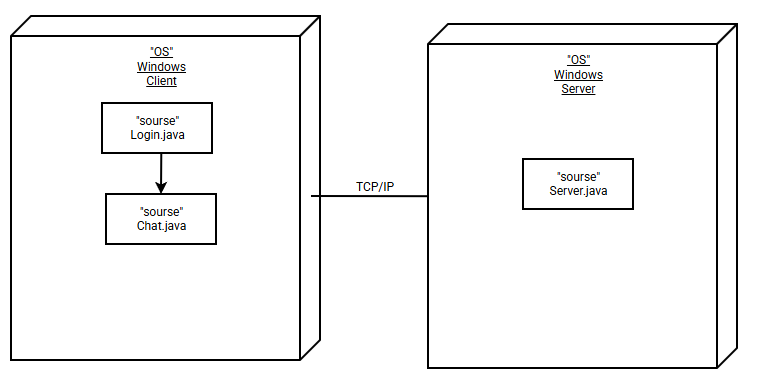 "OS"
Windows
Client
"sourse"
Login.java
"sourse"
Chat.java
TCP/IP
"OS"
Windows
Server
"sourse"
Server.java